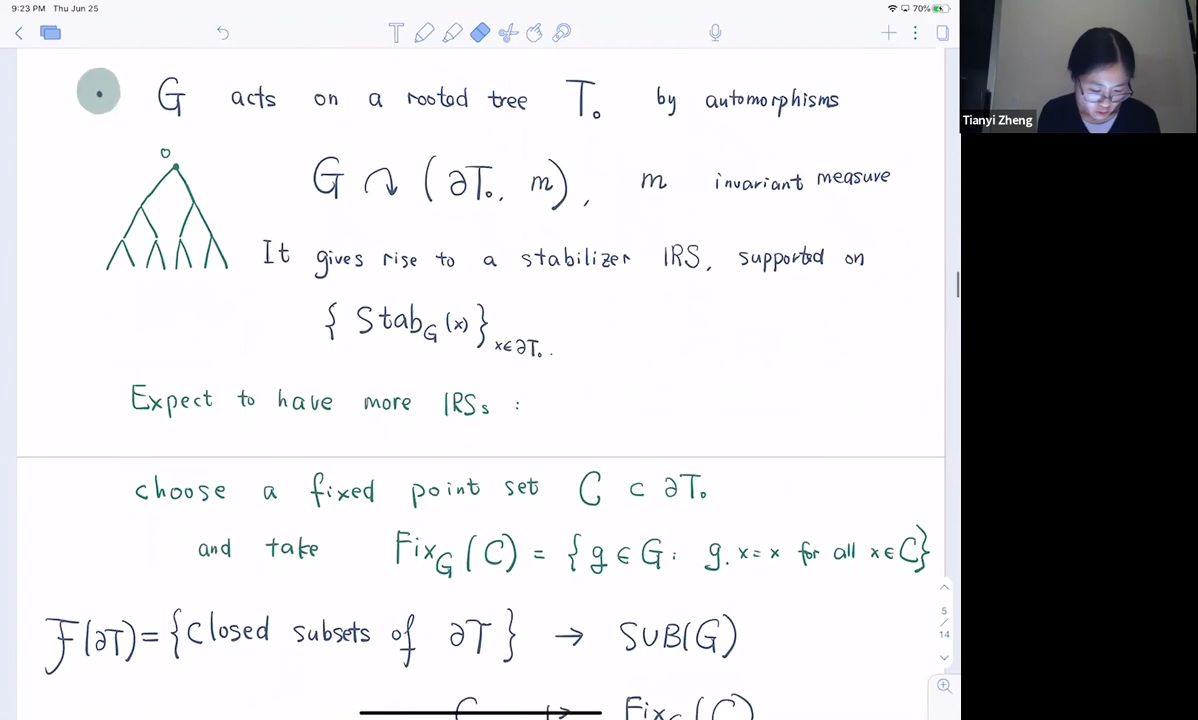 9:23 PM Thu Jun 25
70%
G acts on a rooted tree T₀ by automorphisms
o
G ↷ (∂T₀, m), m invariant measure
It gives rise to a stabilizer IRS, supported on
{ Stab_G (x) }_{x∈∂T₀}.
Expect to have more IRSs :
choose a fixed point set C ⊂ ∂T₀
and take Fix_G (C) = { g ∈ G : g.x = x for all x∈C }
F(∂T) = { closed subsets of ∂T } → SUB(G)
C ↦ Fix_G (C)
5
/
14
Tianyi Zheng